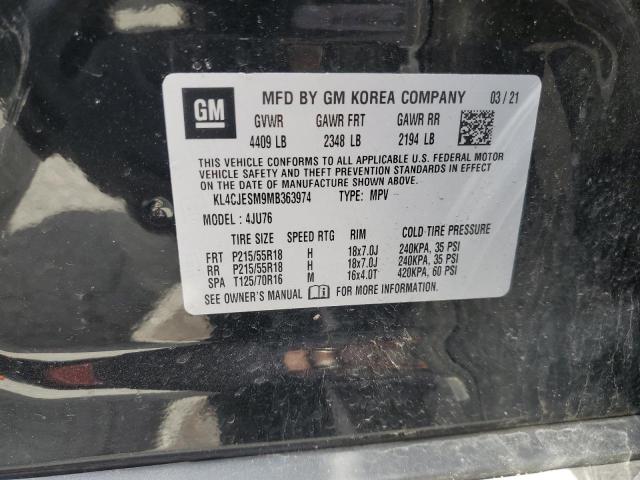 GM MFD BY GM KOREA COMPANY 03/21
GVWR GAWR FRT GAWR RR
4409 LB 2348 LB 2194 LB
THIS VEHICLE CONFORMS TO ALL APPLICABLE U.S. FEDERAL MOTOR
VEHICLE SAFETY AND THEFT PREVENTION STANDARDS IN EFFECT
ON THE DATE OF MANUFACTURE SHOWN ABOVE.
KL4CJESM9MB363974 TYPE: MPV
MODEL: 4JU76
TIRE SIZE SPEED RTG RIM COLD TIRE PRESSURE
FRT P215/55R18 H 18x7.0J 240KPA, 35 PSI
RR P215/55R18 H 18x7.0J 240KPA, 35 PSI
SPA T125/70R16 M 16x4.0T 420KPA, 60 PSI
SEE OWNER'S MANUAL FOR MORE INFORMATION.